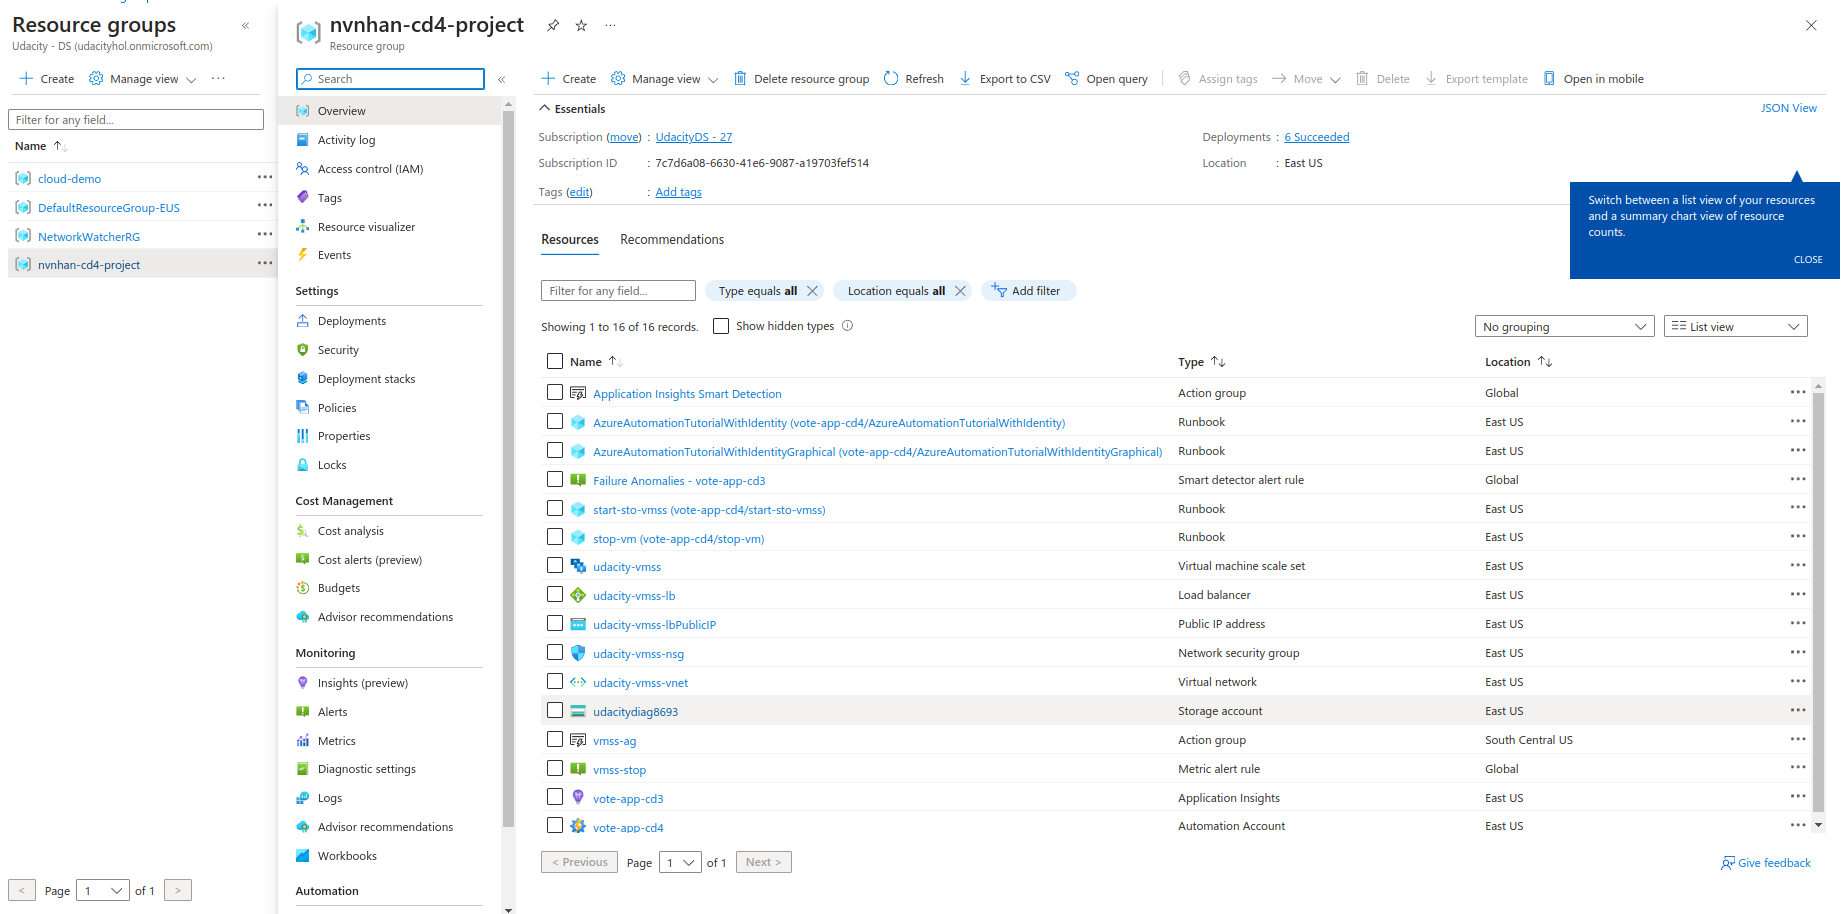 Resource groups
Udacity - DS (udacityhol.onmicrosoft.com)
«
Create
Manage view
···
Filter for any field...
Name
cloud-demo
DefaultResourceGroup-EUS
NetworkWatcherRG
nvnhan-cd4-project
<
Page
1
of 1
>
nvnhan-cd4-project
Resource group
Search
«
Overview
Activity log
Access control (IAM)
Tags
Resource visualizer
Events
Settings
Deployments
Security
Deployment stacks
Policies
Properties
Locks
Cost Management
Cost analysis
Cost alerts (preview)
Budgets
Advisor recommendations
Monitoring
Insights (preview)
Alerts
Metrics
Diagnostic settings
Logs
Advisor recommendations
Workbooks
Automation
Create Manage view Delete resource group Refresh Export to CSV Open query Assign tags Move Delete Export template Open in mobile
Essentials
JSON View
Subscription (move) : UdacityDS - 27
Deployments : 6 Succeeded
Subscription ID : 7c7d6a08-6630-41e6-9087-a19703fef514
Location : East US
Tags (edit) : Add tags
Switch between a list view of your resources
and a summary chart view of resource
counts.
CLOSE
Resources Recommendations
Filter for any field...
Type equals all
Location equals all
Add filter
Showing 1 to 16 of 16 records.
Show hidden types
No grouping
List view
Name Type Location
Application Insights Smart Detection Action group Global
AzureAutomationTutorialWithIdentity (vote-app-cd4/AzureAutomationTutorialWithIdentity) Runbook East US
AzureAutomationTutorialWithIdentityGraphical (vote-app-cd4/AzureAutomationTutorialWithIdentityGraphical) Runbook East US
Failure Anomalies - vote-app-cd3 Smart detector alert rule Global
start-sto-vmss (vote-app-cd4/start-sto-vmss) Runbook East US
stop-vm (vote-app-cd4/stop-vm) Runbook East US
udacity-vmss Virtual machine scale set East US
udacity-vmss-lb Load balancer East US
udacity-vmss-lbPublicIP Public IP address East US
udacity-vmss-nsg Network security group East US
udacity-vmss-vnet Virtual network East US
udacitydiag8693 Storage account East US
vmss-ag Action group South Central US
vmss-stop Metric alert rule Global
vote-app-cd3 Application Insights East US
vote-app-cd4 Automation Account East US
< Previous
Page
1
of 1
Next >
Give feedback